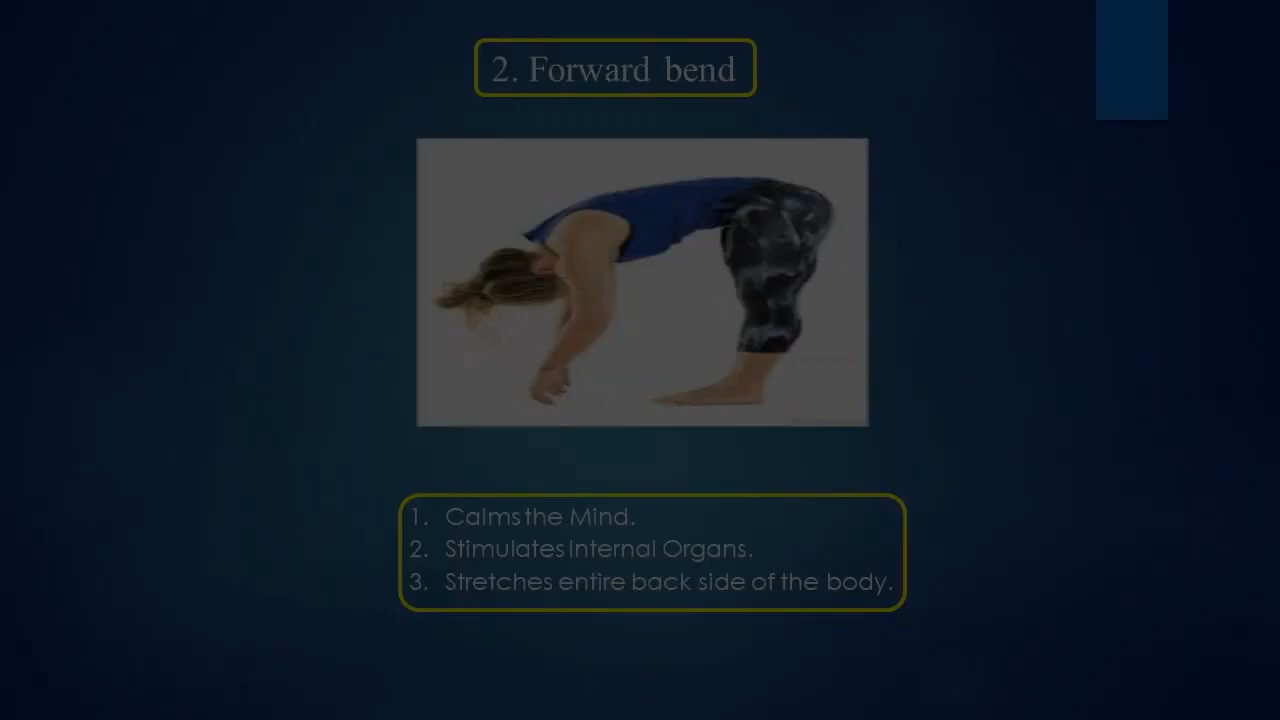 2. Forward bend
1. Calms the Mind.
2. Stimulates Internal Organs.
3. Stretches entire back side of the body.